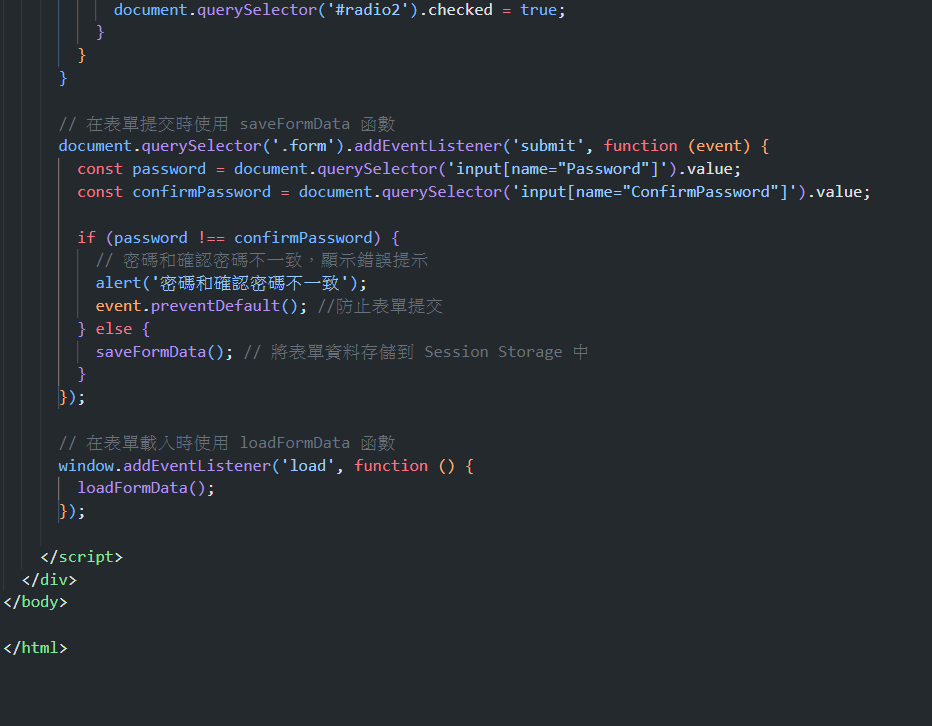 document.querySelector('#radio2').checked = true;
}
}
}
// 在表單提交時使用 saveFormData 函數
document.querySelector('.form').addEventListener('submit', function (event) {
const password = document.querySelector('input[name="Password"]').value;
const confirmPassword = document.querySelector('input[name="ConfirmPassword"]').value;
if (password !== confirmPassword) {
// 密碼和確認密碼不一致，顯示錯誤提示
alert('密碼和確認密碼不一致');
event.preventDefault(); //防止表單提交
} else {
saveFormData(); // 將表單資料存儲到 Session Storage 中
}
});
// 在表單載入時使用 loadFormData 函數
window.addEventListener('load', function () {
loadFormData();
});
</script>
</div>
</body>
</html>